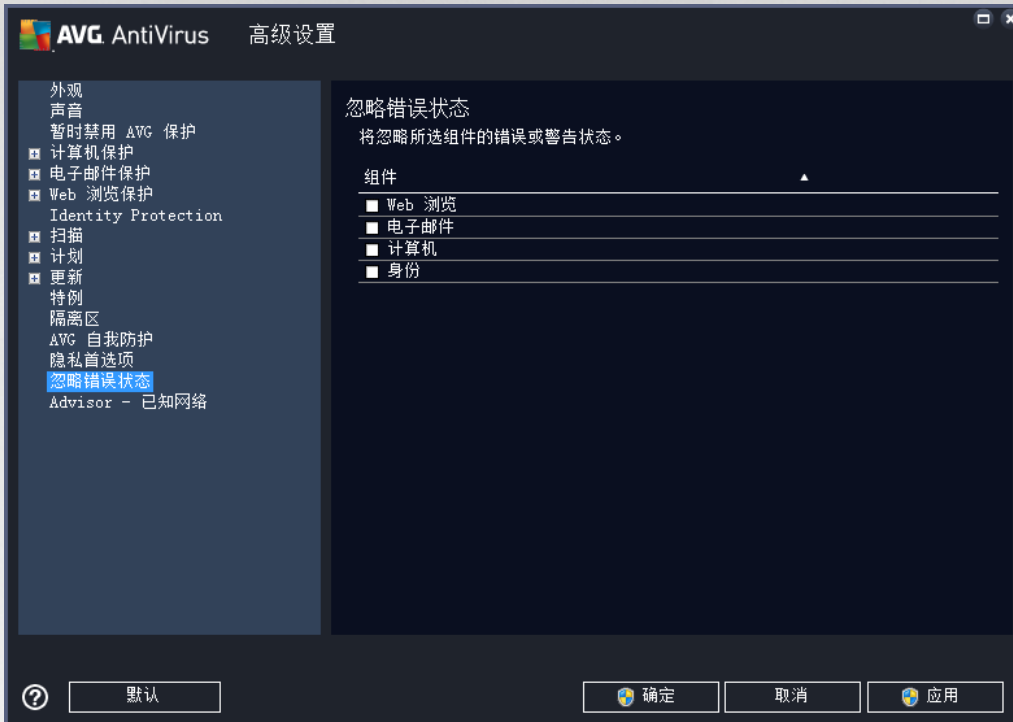 AVG. AntiVirus 高级设置
外观
声音
暂时禁用 AVG 保护
计算机保护
电子邮件保护
Web 浏览保护
Identity Protection
扫描
计划
更新
特例
隔离区
AVG 自我防护
隐私首选项
忽略错误状态
Advisor - 已知网络
忽略错误状态
将忽略所选组件的错误或警告状态。
组件
Web 浏览
电子邮件
计算机
身份
默认
确定
取消
应用